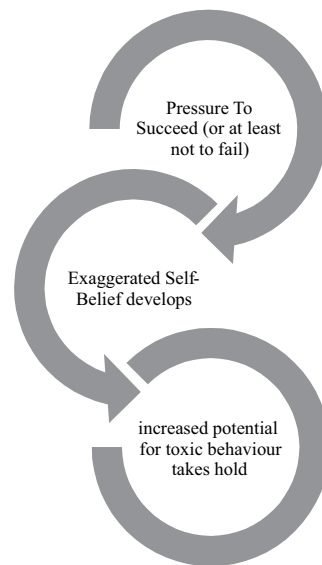 Pressure To
Succeed (or at least
not to fail)
Exaggerated Self-
Belief develops
increased potential
for toxic behaviour
takes hold